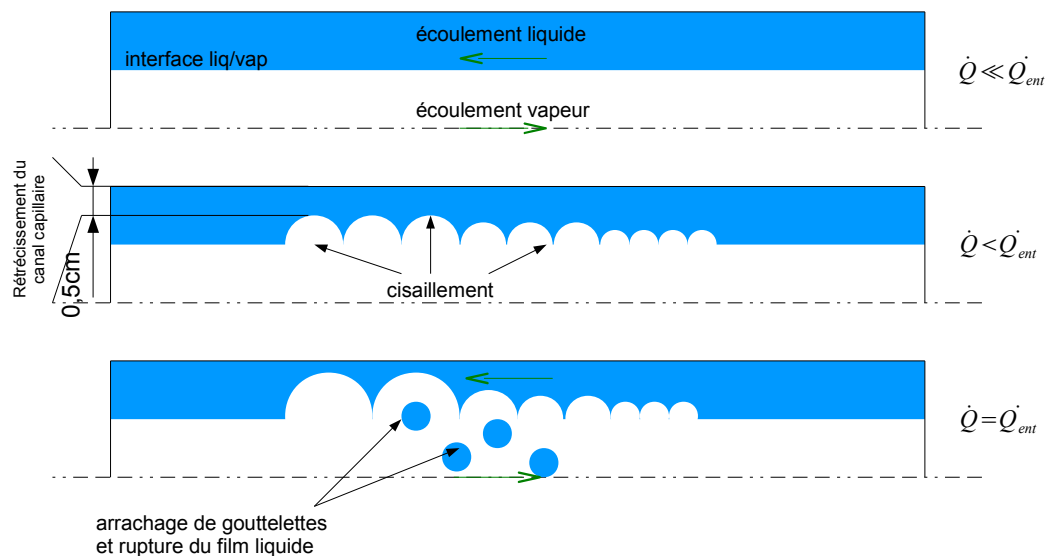 écoulement liquide
interface liq/vap
Q̇ ≪ Q̇ent
écoulement vapeur
Rétrécissement du
canal capillaire
0,5cm
cisaillement
Q̇ < Q̇ent
Q̇ = Q̇ent
arrachage de gouttelettes
et rupture du film liquide